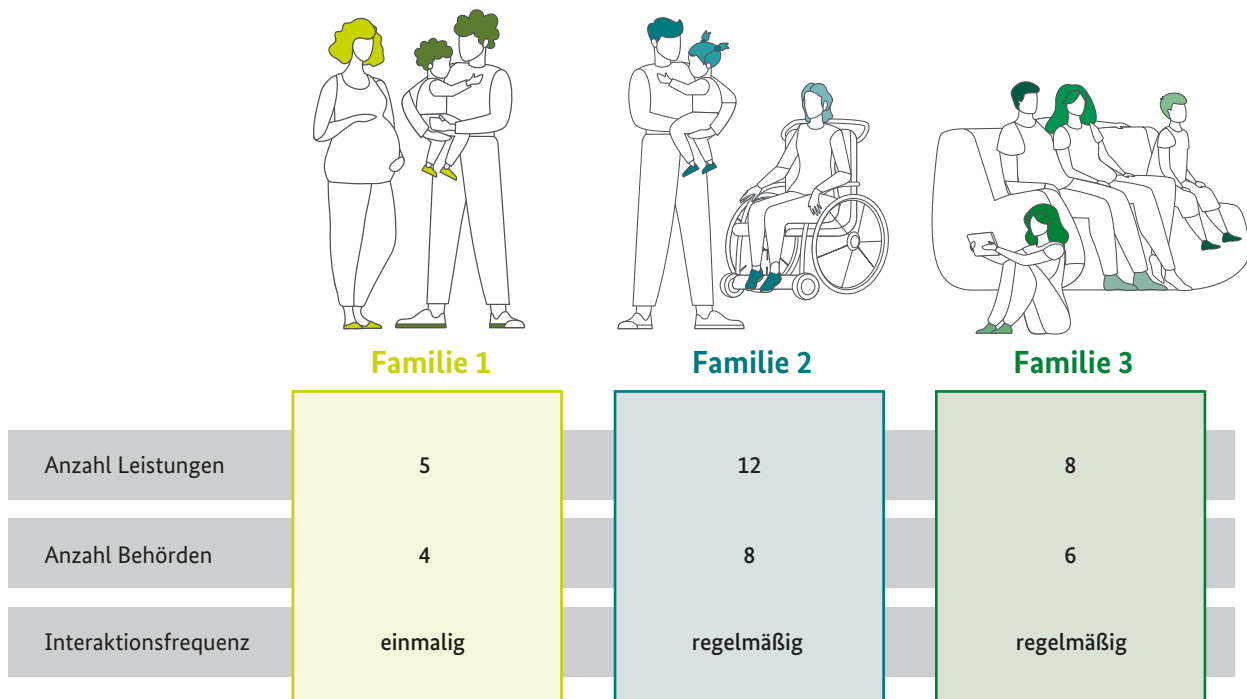 Familie 1 Familie 2 Familie 3
Anzahl Leistungen 5 12 8
Anzahl Behörden 4 8 6
Interaktionsfrequenz einmalig regelmäßig regelmäßig